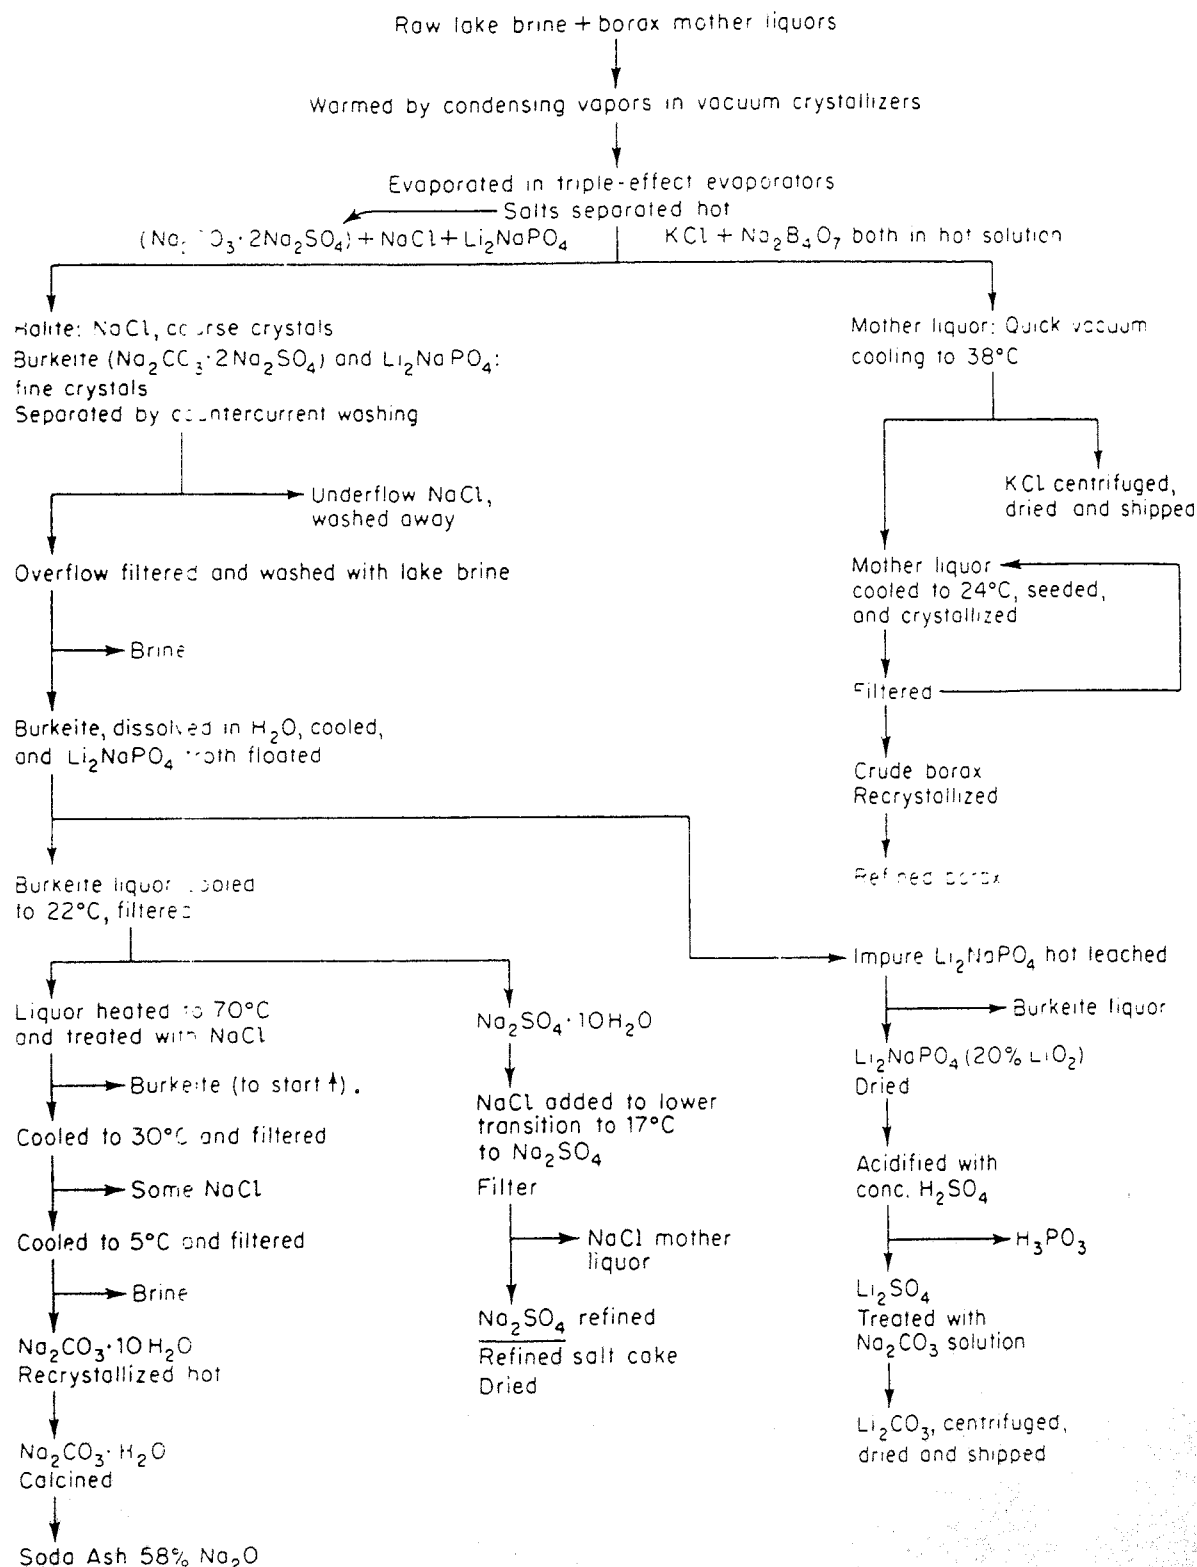 Raw lake brine + borax mother liquors
Warmed by condensing vapors in vacuum crystallizers
Evaporated in triple-effect evaporators
Salts separated hot
(Na₂CO₃·2Na₂SO₄) + NaCl + Li₂NaPO₄
KCl + Na₂B₄O₇ both in hot solution
Halite: NaCl, coarse crystals
Burkeite (Na₂CO₃·2Na₂SO₄) and Li₂NaPO₄:
fine crystals
Separated by countercurrent washing
Underflow NaCl,
washed away
Overflow filtered and washed with lake brine
Brine
Burkeite, dissolved in H₂O, cooled,
and Li₂NaPO₄ froth floated
Burkeite liquor cooled
to 22°C, filtered
Liquor heated to 70°C
and treated with NaCl
Burkeite (to start ↑).
Cooled to 30°C and filtered
Some NaCl
Cooled to 5°C and filtered
Brine
Na₂CO₃·10H₂O
Recrystallized hot
Na₂CO₃·H₂O
Calcined
Soda Ash 58% Na₂O
Na₂SO₄·10H₂O
NaCl added to lower
transition to 17°C
to Na₂SO₄
Filter
NaCl mother
liquor
Na₂SO₄ refined
Refined salt cake
Dried
Mother liquor: Quick vacuum
cooling to 38°C
KCl centrifuged,
dried and shipped
Mother liquor
cooled to 24°C, seeded,
and crystallized
Filtered
Crude borax
Recrystallized
Refined borax
Impure Li₂NaPO₄ hot leached
Burkeite liquor
Li₂NaPO₄ (20% LiO₂)
Dried
Acidified with
conc. H₂SO₄
H₃PO₃
Li₂SO₄
Treated with
Na₂CO₃ solution
Li₂CO₃, centrifuged,
dried and shipped